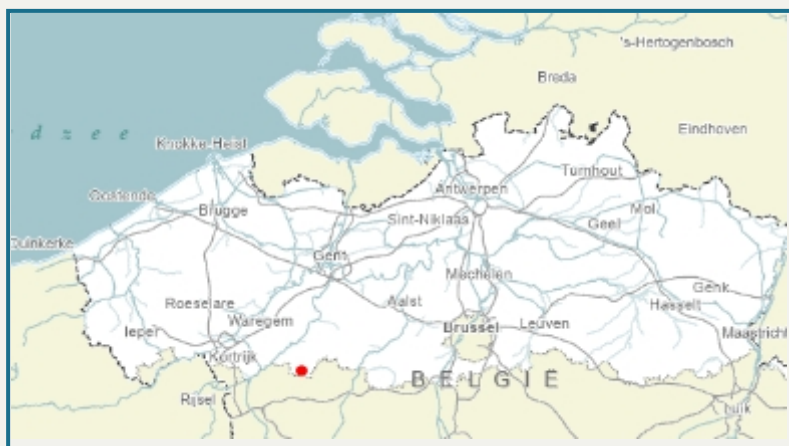 's-Hertogenbosch
Breda
d z e e
Eindhoven
Knokke-Heist
Turnhout
Antwerpen
Oostende
Brugge
Mol
Sint-Niklaas
Geel
Duinkerke
Gent
Mechelen
Genk
Roeselare
Aalst
Hasselt
Waregem
Ieper
Brussel
Leuven
Maastricht
Kortrijk
BELGIË
Rijsel
Luik